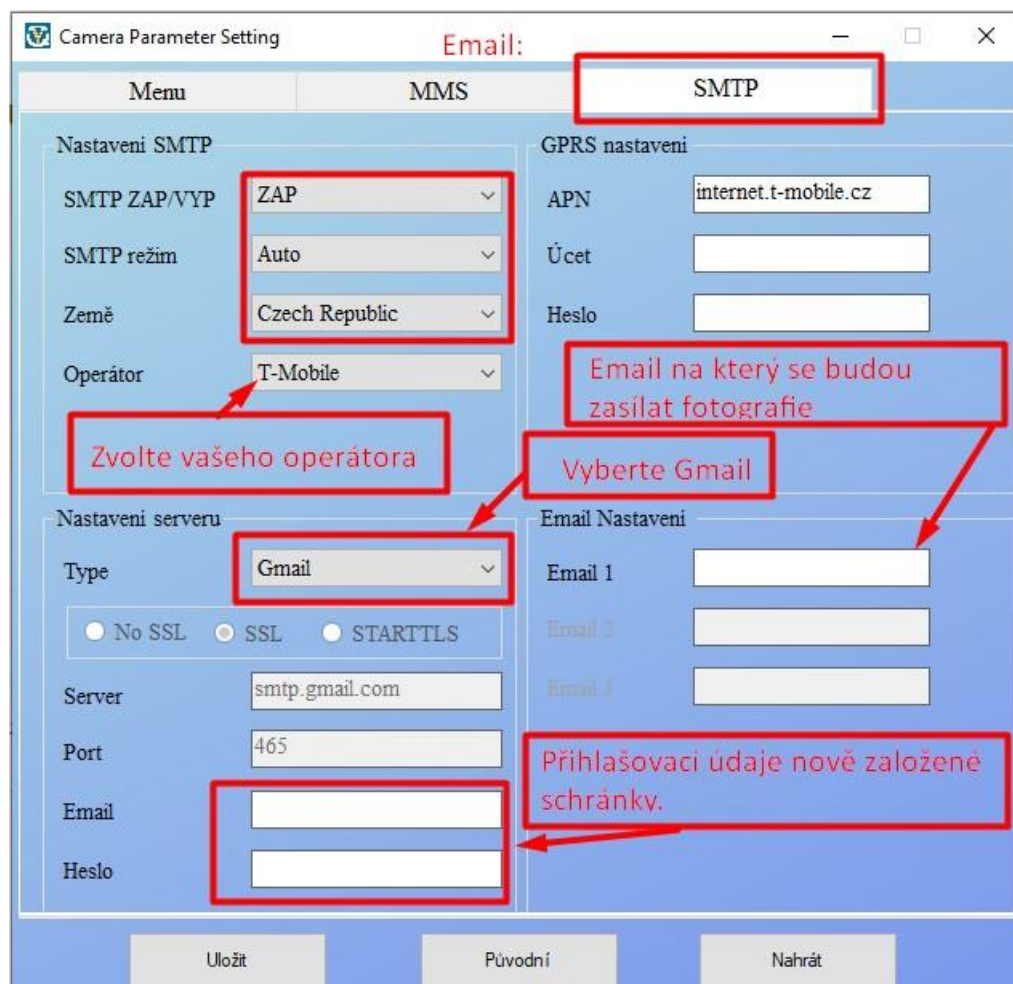 Camera Parameter Setting
Email:
Menu MMS SMTP
Nastaveni SMTP
SMTP ZAP/VYP ZAP
SMTP režim Auto
Země Czech Republic
Operátor T-Mobile
Zvolte vašeho operátora
GPRS nastaveni
APN internet.t-mobile.cz
Úcet
Heslo
Email na který se budou
zasílat fotografie
Vyberte Gmail
Nastaveni serveru
Type Gmail
No SSL SSL STARTTLS
Server smtp.gmail.com
Port 465
Email
Heslo
Email Nastaveni
Email 1
Email 2
Email 3
Přihlašovací údaje nově založené
schránky.
Uložit Původní Nahrát